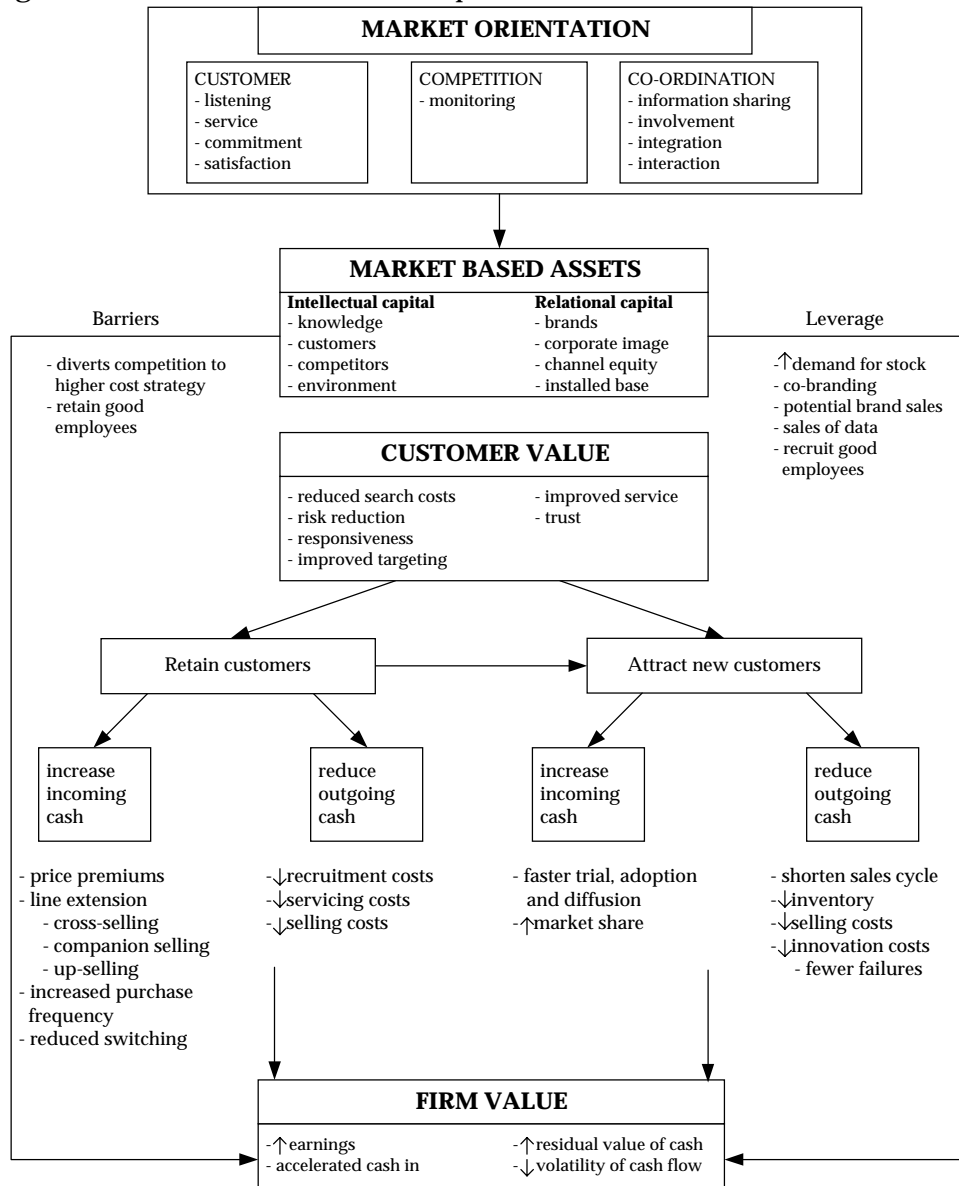 MARKET ORIENTATION
CUSTOMER
- listening
- service
- commitment
- satisfaction
COMPETITION
- monitoring
CO-ORDINATION
- information sharing
- involvement
- integration
- interaction
MARKET BASED ASSETS
Intellectual capital
- knowledge
- customers
- competitors
- environment
Relational capital
- brands
- corporate image
- channel equity
- installed base
Barriers
- diverts competition to
higher cost strategy
- retain good
employees
Leverage
-↑demand for stock
- co-branding
- potential brand sales
- sales of data
- recruit good
employees
CUSTOMER VALUE
- reduced search costs
- risk reduction
- responsiveness
- improved targeting
- improved service
- trust
Retain customers
Attract new customers
increase
incoming
cash
reduce
outgoing
cash
increase
incoming
cash
reduce
outgoing
cash
- price premiums
- line extension
- cross-selling
- companion selling
- up-selling
- increased purchase
frequency
- reduced switching
-↓recruitment costs
-↓servicing costs
-↓selling costs
- faster trial, adoption
and diffusion
-↑market share
- shorten sales cycle
-↓inventory
-↓selling costs
-↓innovation costs
- fewer failures
FIRM VALUE
-↑earnings
- accelerated cash in
-↑residual value of cash
-↓volatility of cash flow